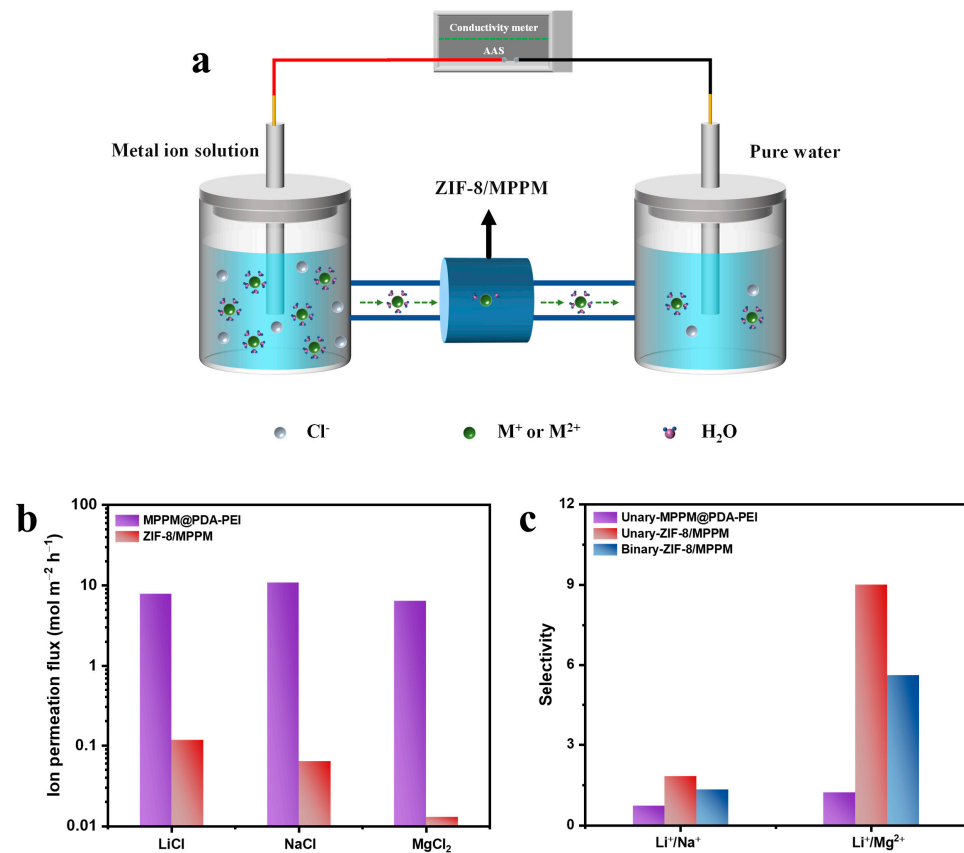 a
Conductivity meter
AAS
Metal ion solution
Pure water
ZIF-8/MPPM
Cl⁻
M⁺ or M²⁺
H₂O
b
Ion permeation flux (mol m⁻² h⁻¹)
100
10
1
0.1
0.01
MPPM@PDA-PEI
ZIF-8/MPPM
LiCl
NaCl
MgCl₂
c
Selectivity
12
9
6
3
0
Unary-MPPM@PDA-PEI
Unary-ZIF-8/MPPM
Binary-ZIF-8/MPPM
Li⁺/Na⁺
Li⁺/Mg²⁺